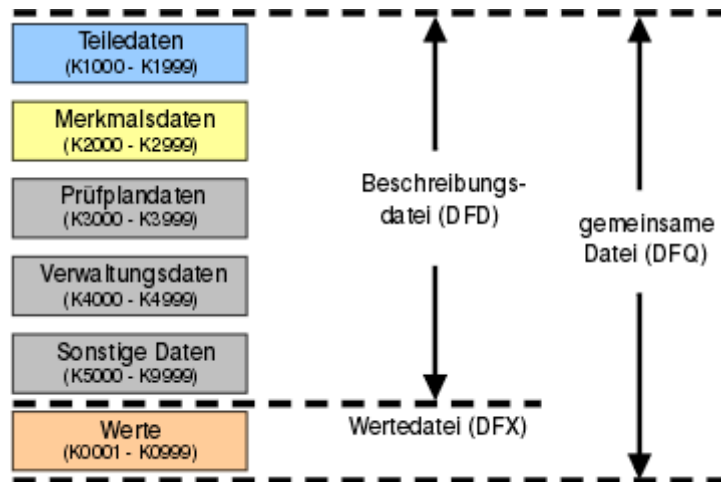 Teiledaten
(K1000 - K1999)
Merkmalsdaten
(K2000 - K2999)
Prüfplandaten
(K3000 - K3999)
Verwaltungsdaten
(K4000 - K4999)
Sonstige Daten
(K5000 - K9999)
Werte
(K0001 - K0999)
Beschreibungs-
datei (DFD)
Wertedatei (DFX)
gemeinsame
Datei (DFQ)